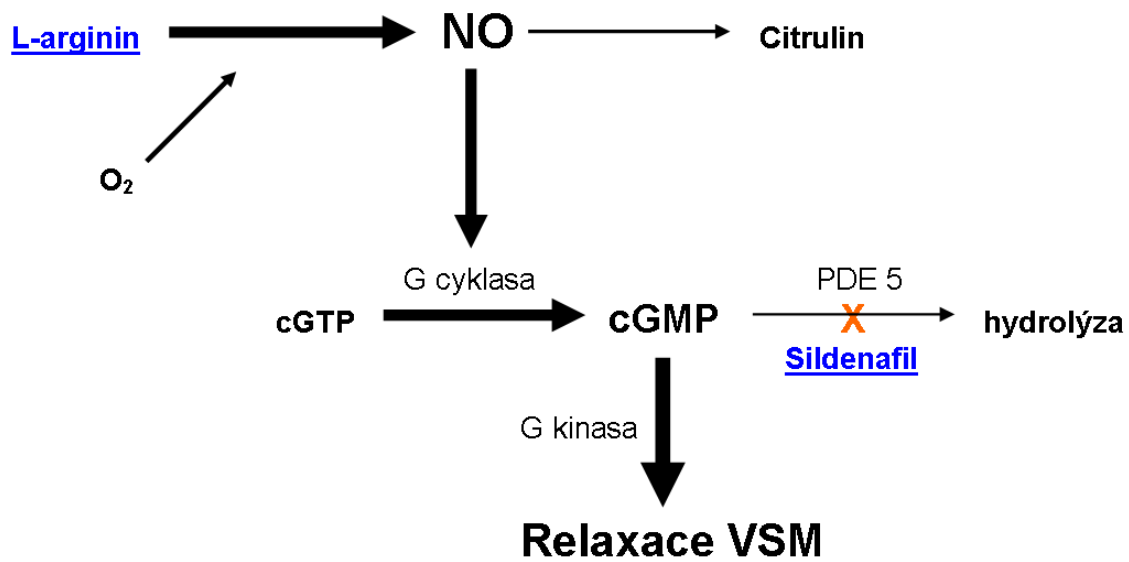 L-arginin
NO
Citrulin
O₂
G cyklasa
PDE 5
cGTP
cGMP
X
hydrolýza
Sildenafil
G kinasa
Relaxace VSM